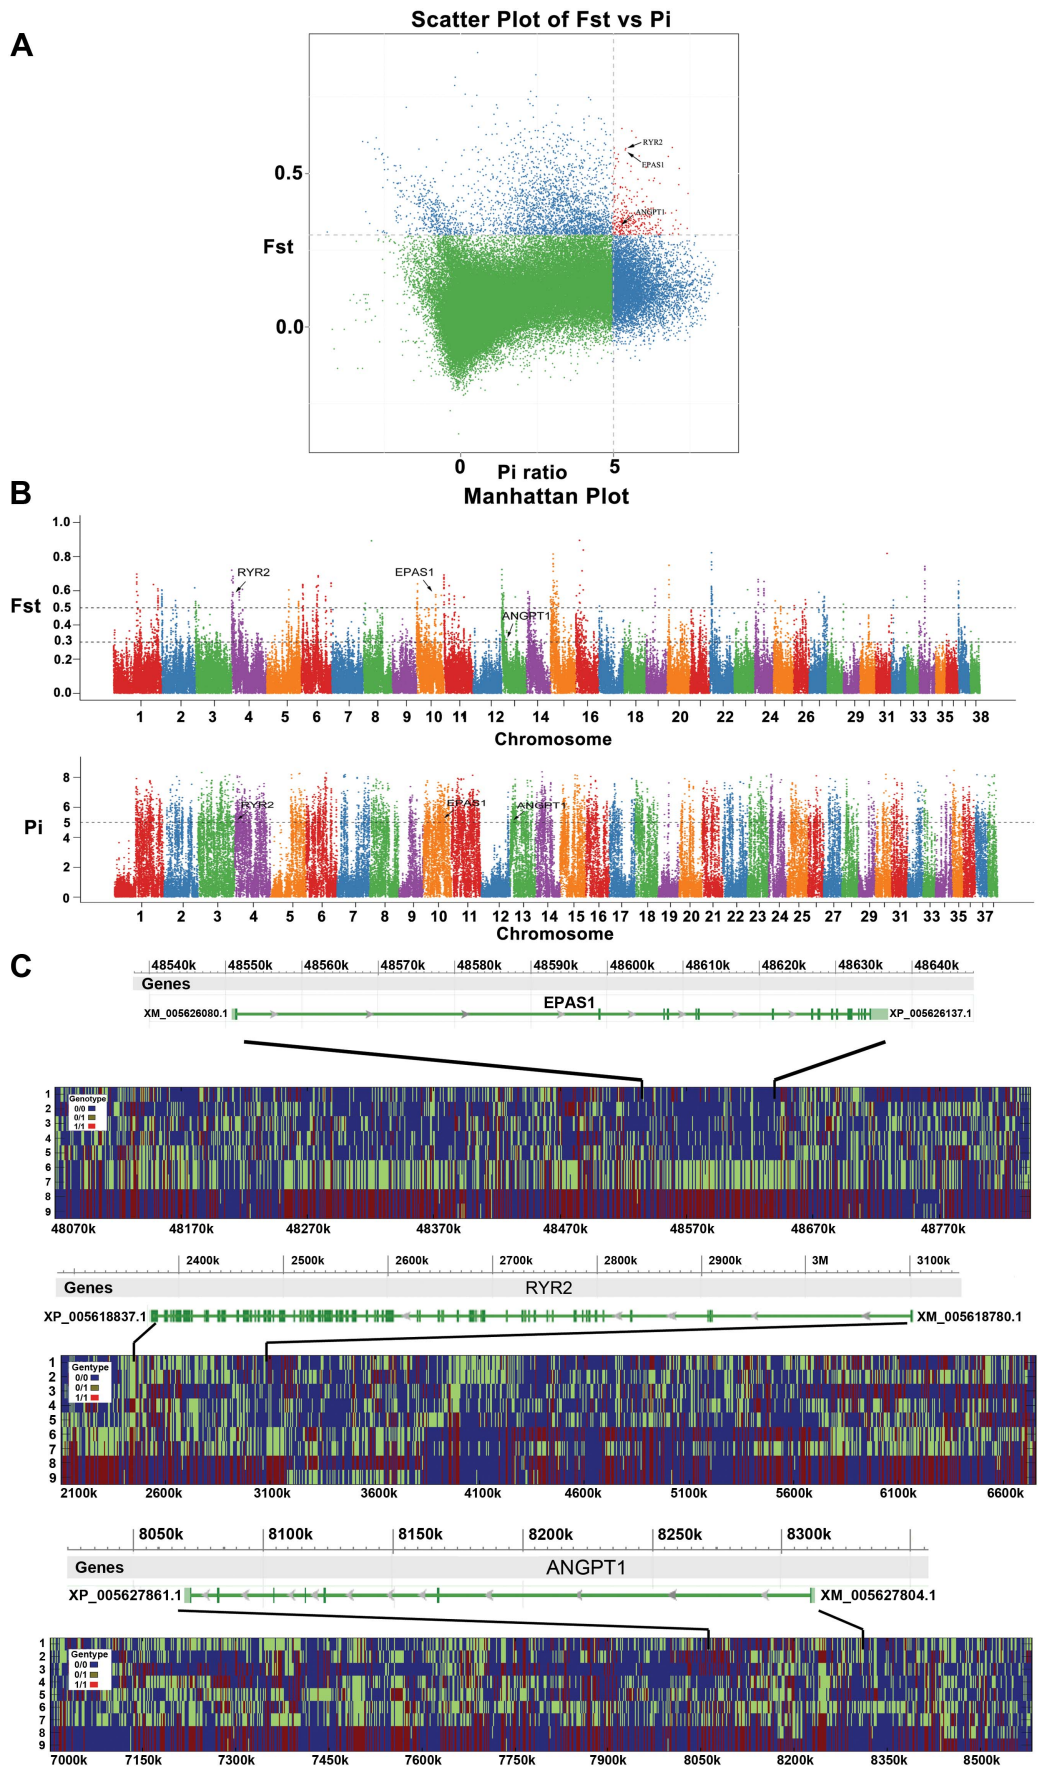 Scatter Plot of Fst vs Pi
A
RYR2
EPAS1
0.5
ANGPT1
Fst
0.0
0 5
Pi ratio
B
Manhattan Plot
1.0
0.8
RYR2 EPAS1
Fst
0.6
0.5
ANGPT1
0.4
0.3
0.2
0.0
1 2 3 4 5 6 7 8 9 10 11 12 14 16 18 20 22 24 26 29 31 33 35 38
Chromosome
8
6
RYR2 EPAS1 ANGPT1
Pi
5
4
2
0
1 2 3 4 5 6 7 8 9 10 11 12 13 14 15 16 17 18 19 20 21 22 23 24 25 27 29 31 33 35 37
Chromosome
C
48540k 48550k 48560k 48570k 48580k 48590k 48600k 48610k 48620k 48630k 48640k
Genes
EPAS1
XM_005626080.1 XP_005626137.1
Genotype
0/0
0/1
1/1
1
2
3
4
5
6
7
8
9
48070k 48170k 48270k 48370k 48470k 48570k 48670k 48770k
2400k 2500k 2600k 2700k 2800k 2900k 3M 3100k
Genes RYR2
XP_005618837.1 XM_005618780.1
Gentype
0/0
0/1
1/1
1
2
3
4
5
6
7
8
9
2100k 2600k 3100k 3600k 4100k 4600k 5100k 5600k 6100k 6600k
8050k 8100k 8150k 8200k 8250k 8300k
Genes ANGPT1
XP_005627861.1 XM_005627804.1
Genotype
0/0
0/1
1/1
1
2
3
4
5
6
7
8
9
7000k 7150k 7300k 7450k 7600k 7750k 7900k 8050k 8200k 8350k 8500k